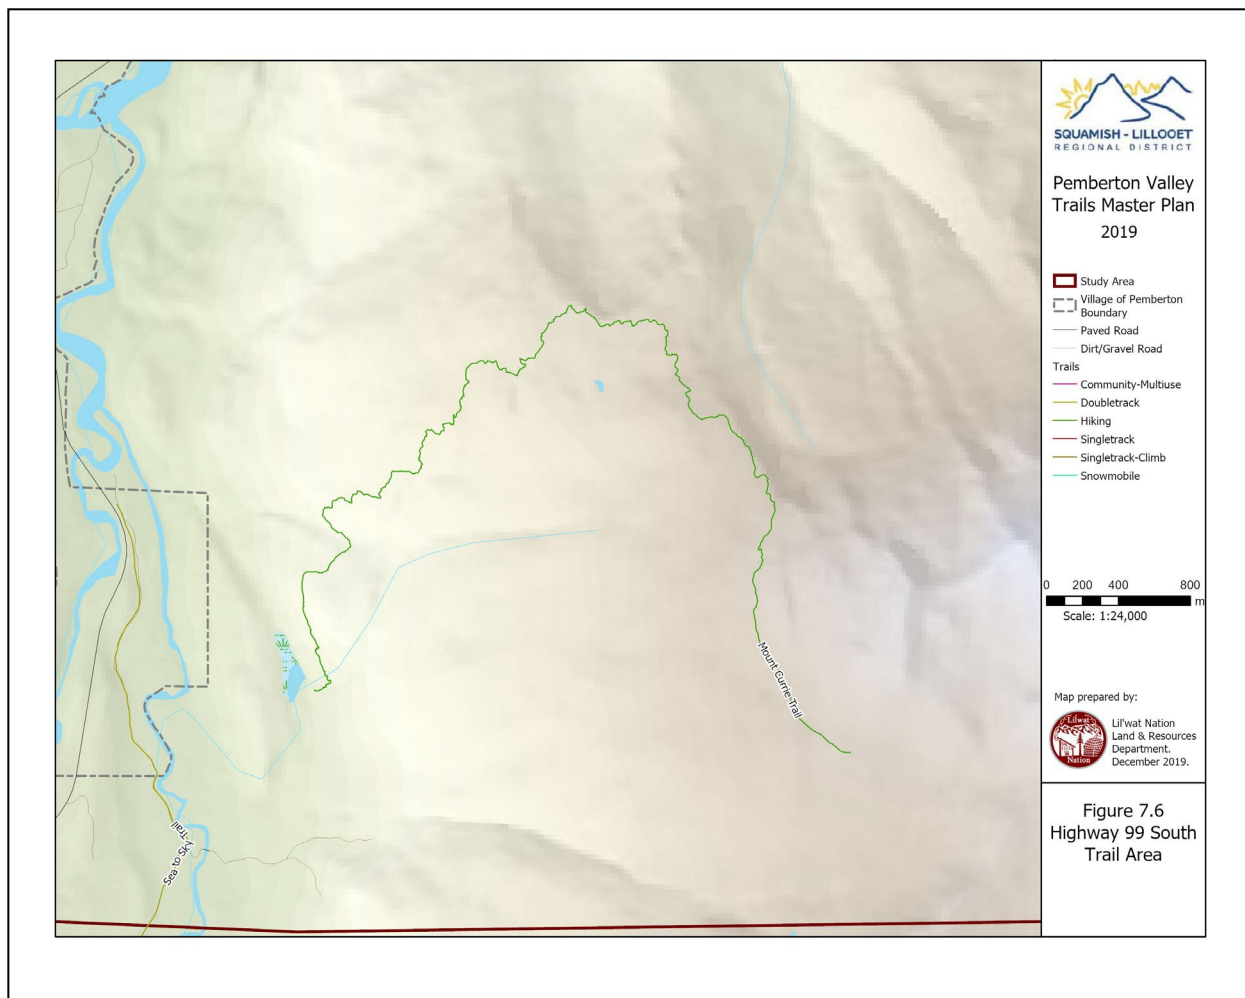 SQUAMISH - LILLOOET
REGIONAL DISTRICT
Pemberton Valley
Trails Master Plan
2019
Study Area
Village of Pemberton
Boundary
Paved Road
Dirt/Gravel Road
Trails
Community-Multiuse
Doubletrack
Hiking
Singletrack
Singletrack-Climb
Snowmobile
0 200 400 800
m
Scale: 1:24,000
Map prepared by:
Lil'wat
Nation
Lil'wat Nation
Land & Resources
Department.
December 2019.
Figure 7.6
Highway 99 South
Trail Area
Mount Currie Trail
Sea to Sky Trail